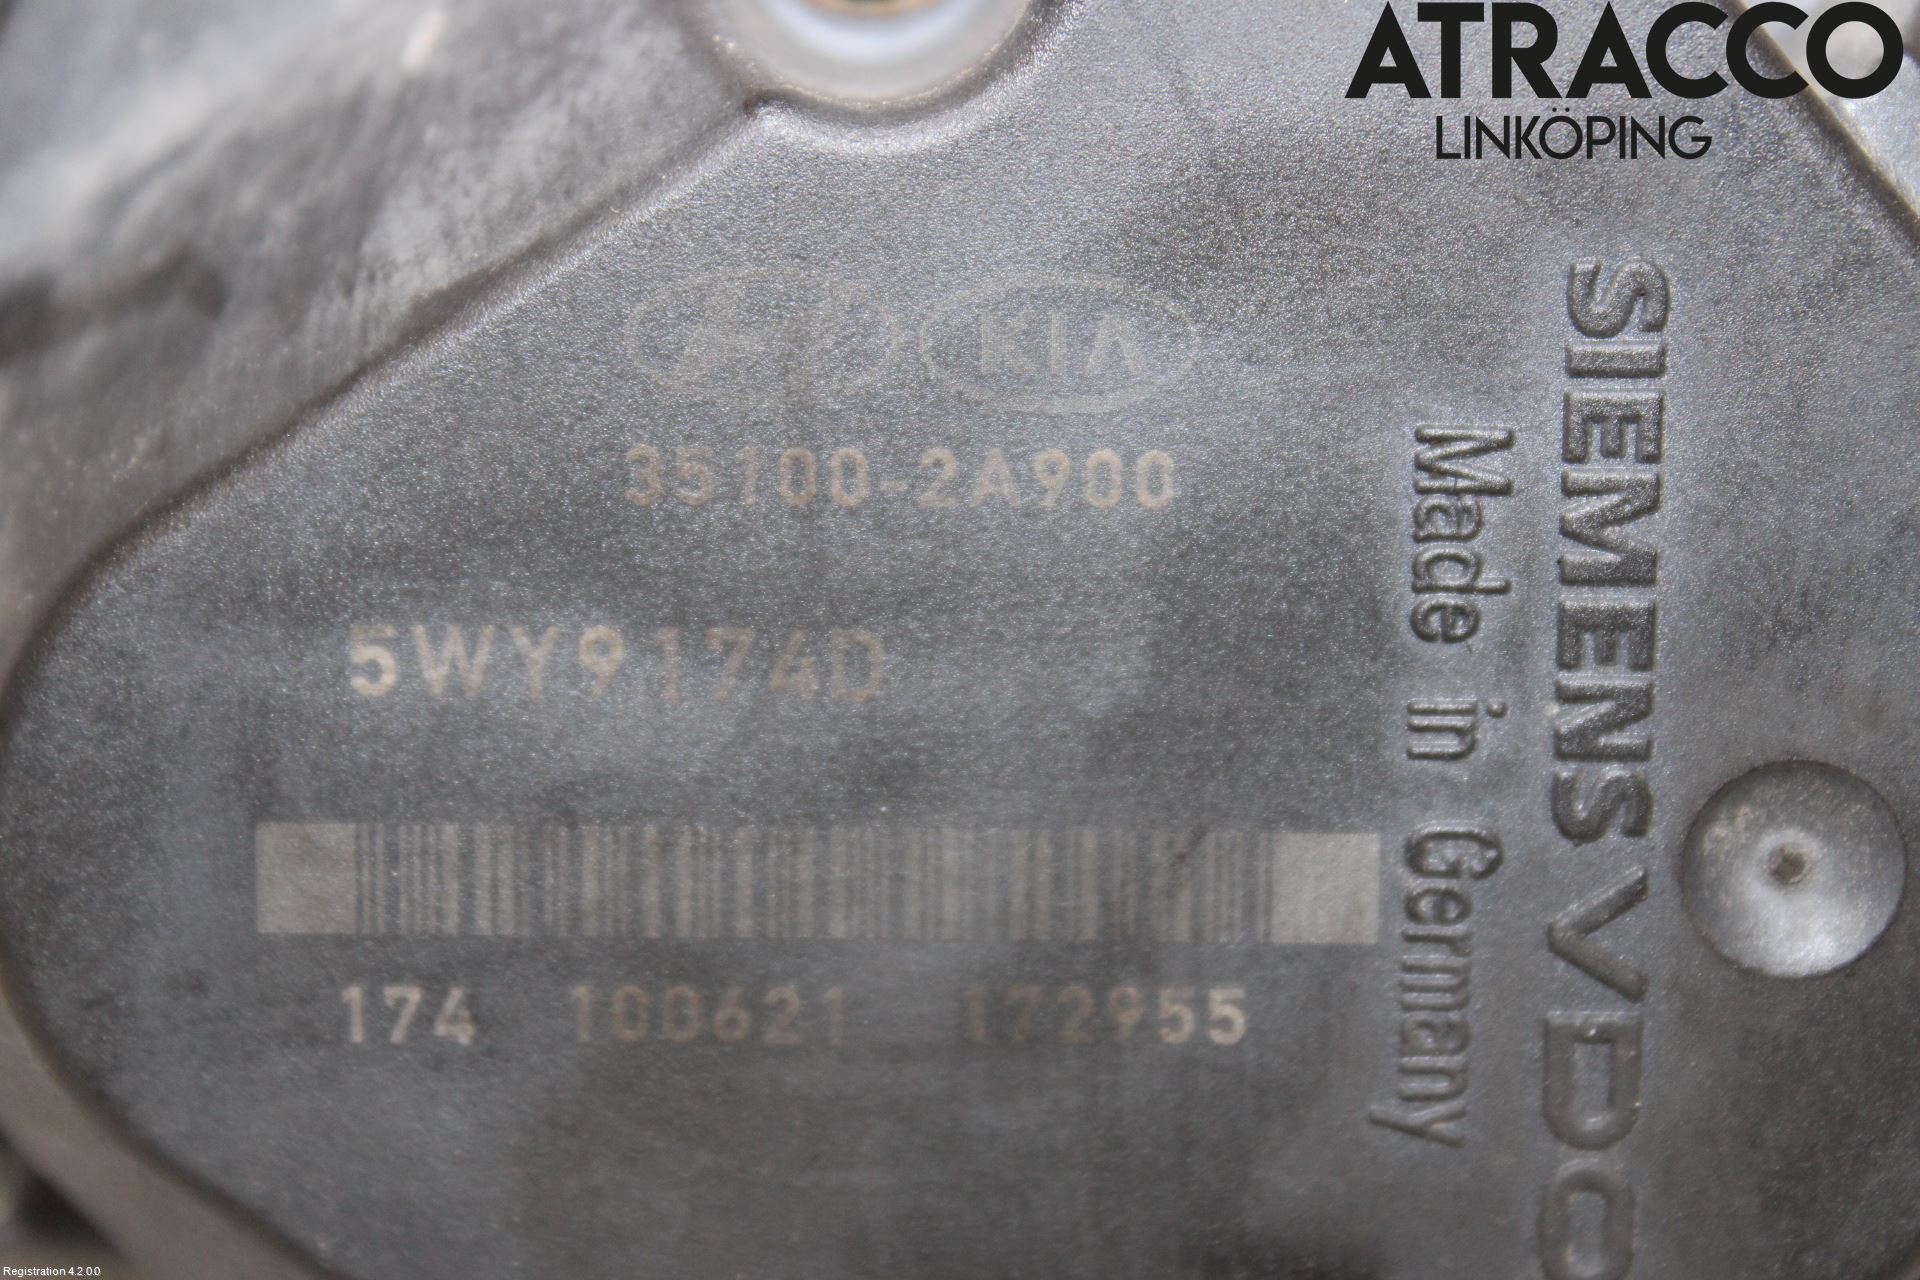 ATRACCO
LINKÖPING
KIA
35100-2A900
5WY9174D
174 100621 172955
SIEMENS VDO
Made in Germany
Registration 4.2.0.0